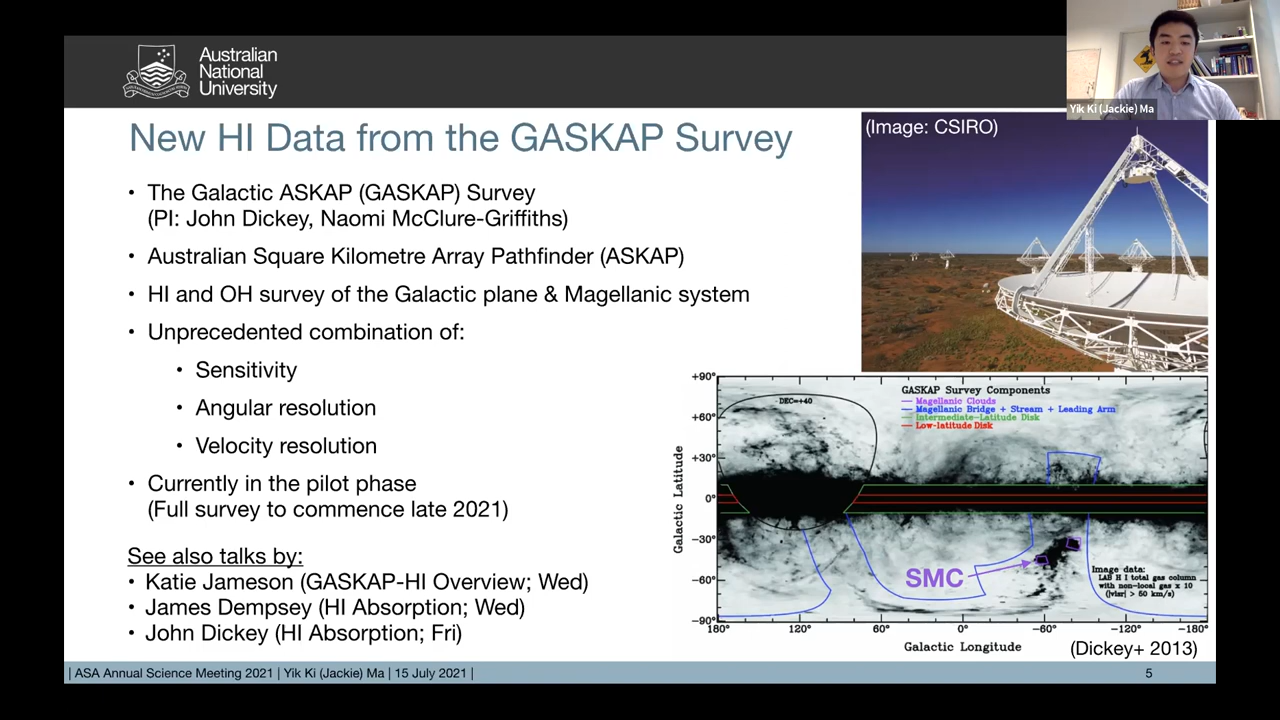 Australian
National
University
Yik Ki (Jackie) Ma
New HI Data from the GASKAP Survey
(Image: CSIRO)
• The Galactic ASKAP (GASKAP) Survey
(PI: John Dickey, Naomi McClure-Griffiths)
• Australian Square Kilometre Array Pathfinder (ASKAP)
• HI and OH survey of the Galactic plane & Magellanic system
• Unprecedented combination of:
• Sensitivity
• Angular resolution
• Velocity resolution
• Currently in the pilot phase
(Full survey to commence late 2021)
See also talks by:
• Katie Jameson (GASKAP-HI Overview; Wed)
• James Dempsey (HI Absorption; Wed)
• John Dickey (HI Absorption; Fri)
GASKAP Survey Components
Magellanic Clouds
Magellanic Bridge + Stream + Leading Arm
Intermediate-Latitude Disk
Low-latitude Disk
DEC=+40
+90°
+60°
+30°
0°
-30°
-60°
-90°
Galactic Latitude
SMC
Image data:
LAB H I total gas column
with non-local gas x 10
(|vlsr| > 50 km/s)
180° 120° 60° 0° -60° -120° -180°
Galactic Longitude
(Dickey+ 2013)
| ASA Annual Science Meeting 2021 | Yik Ki (Jackie) Ma | 15 July 2021 |
5